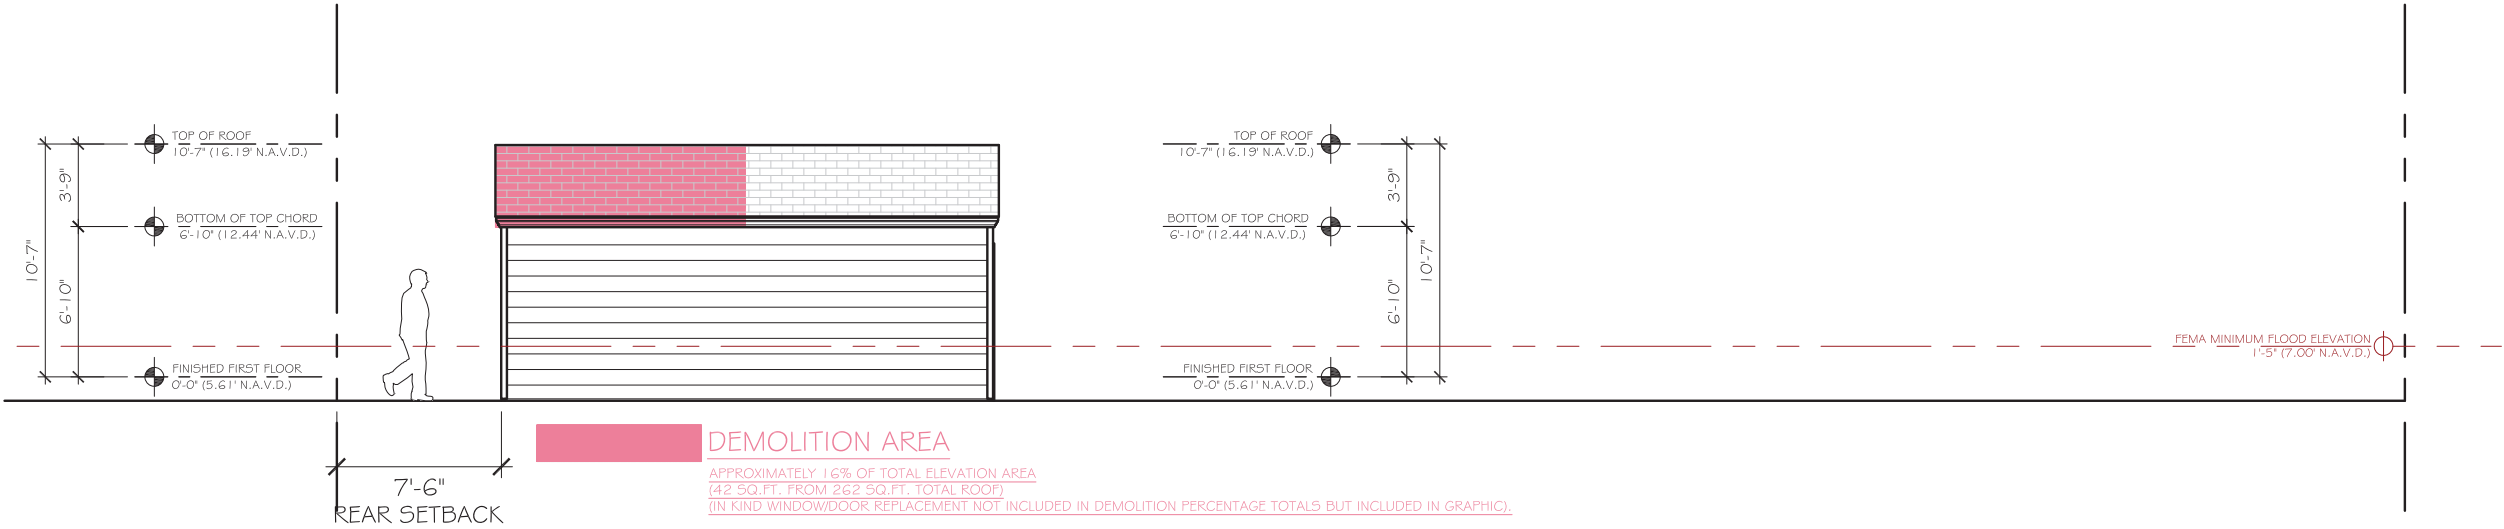 TOP OF ROOF
10'-7" (16.19' N.A.V.D.)
3'-9"
BOTTOM OF TOP CHORD
6'-10" (12.44' N.A.V.D.)
10'-7"
6'-10"
FINISHED FIRST FLOOR
0'-0" (5.61' N.A.V.D.)
TOP OF ROOF
10'-7" (16.19' N.A.V.D.)
3'-9"
BOTTOM OF TOP CHORD
6'-10" (12.44' N.A.V.D.)
10'-7"
6'-10"
FINISHED FIRST FLOOR
0'-0" (5.61' N.A.V.D.)
FEMA MINIMUM FLOOD ELEVATION
1'-5" (7.00' N.A.V.D.)
7'-6"
REAR SETBACK
DEMOLITION AREA
APPROXIMATELY 16% OF TOTAL ELEVATION AREA
(42 SQ.FT. FROM 262 SQ.FT. TOTAL ROOF)
(IN KIND WINDOW/DOOR REPLACEMENT NOT INCLUDED IN DEMOLITION PERCENTAGE TOTALS BUT INCLUDED IN GRAPHIC).